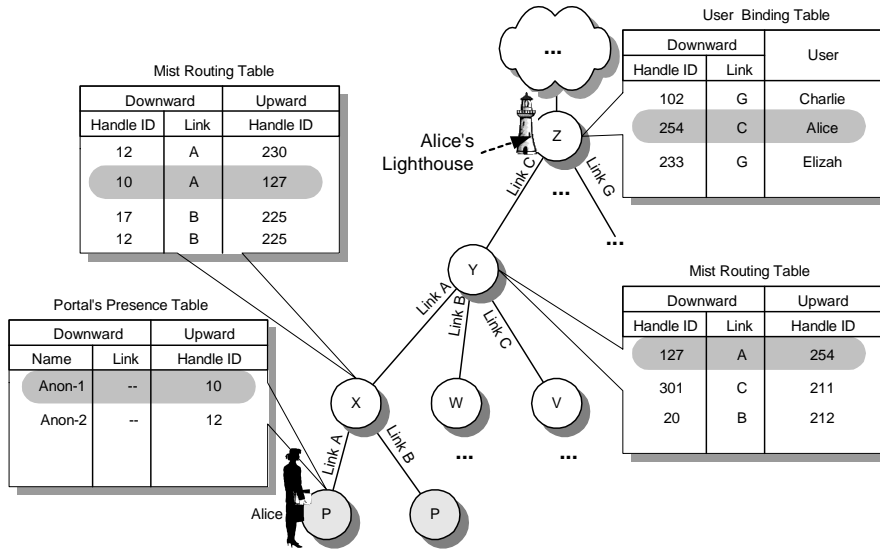 User Binding Table
Downward User
Handle ID Link
102 G Charlie
254 C Alice
233 G Elizah
...
Z
Alice's
Lighthouse
Link C
Link G
...
...
Mist Routing Table
Downward Upward
Handle ID Link Handle ID
12 A 230
10 A 127
17 B 225
12 B 225
Y
Link A
Link B
Link C
Mist Routing Table
Downward Upward
Handle ID Link Handle ID
127 A 254
301 C 211
20 B 212
Portal's Presence Table
Downward Upward
Name Link Handle ID
Anon-1 -- 10
Anon-2 -- 12
X
W
V
...
...
Link A
Link B
Alice
P
P